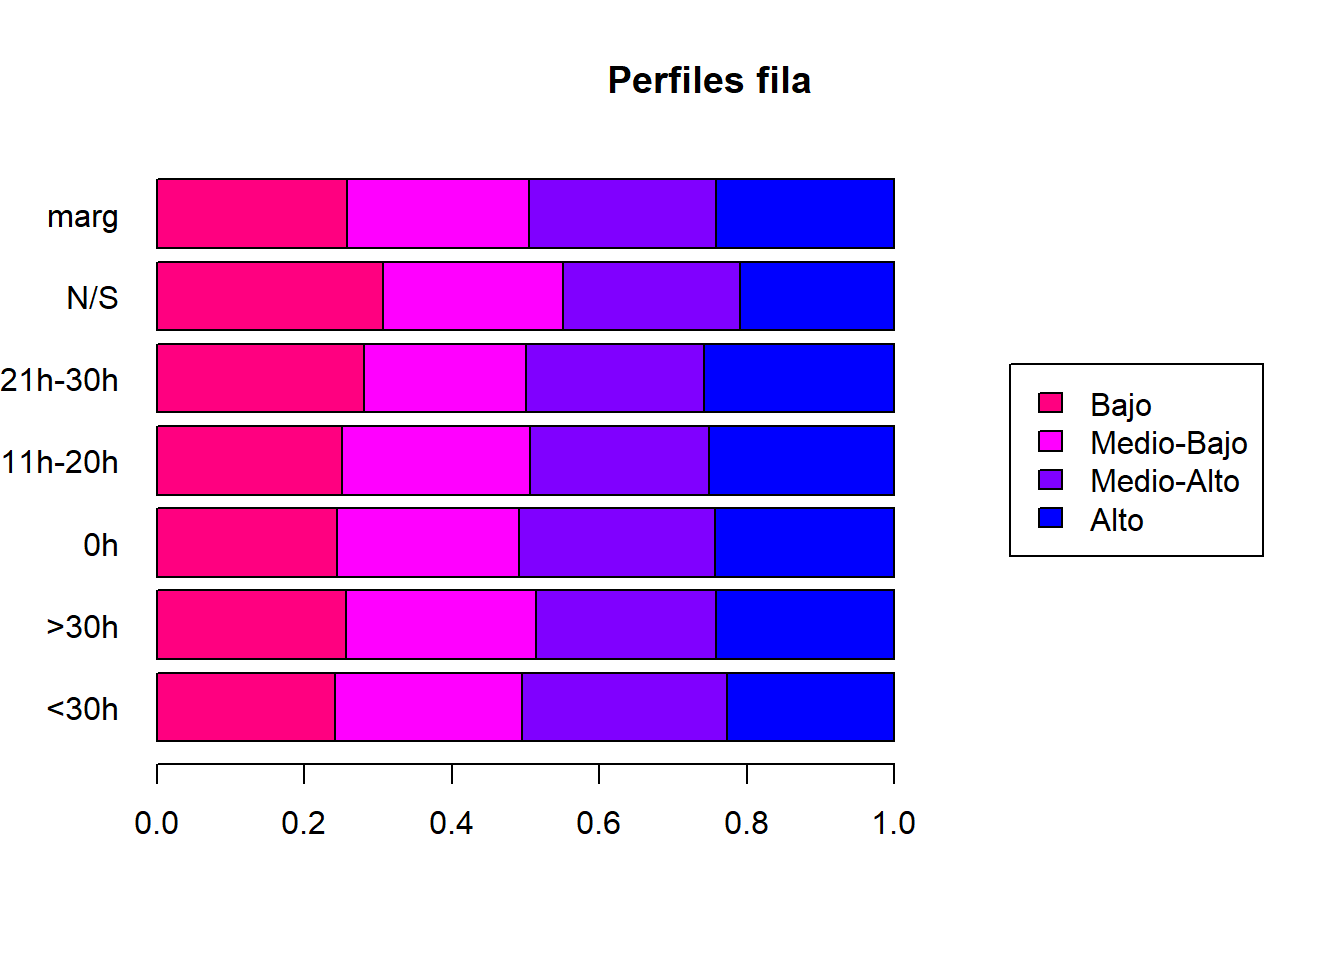 Perfiles fila
marg
N/S
21h-30h
11h-20h
0h
>30h
<30h
0.0 0.2 0.4 0.6 0.8 1.0
Bajo
Medio-Bajo
Medio-Alto
Alto